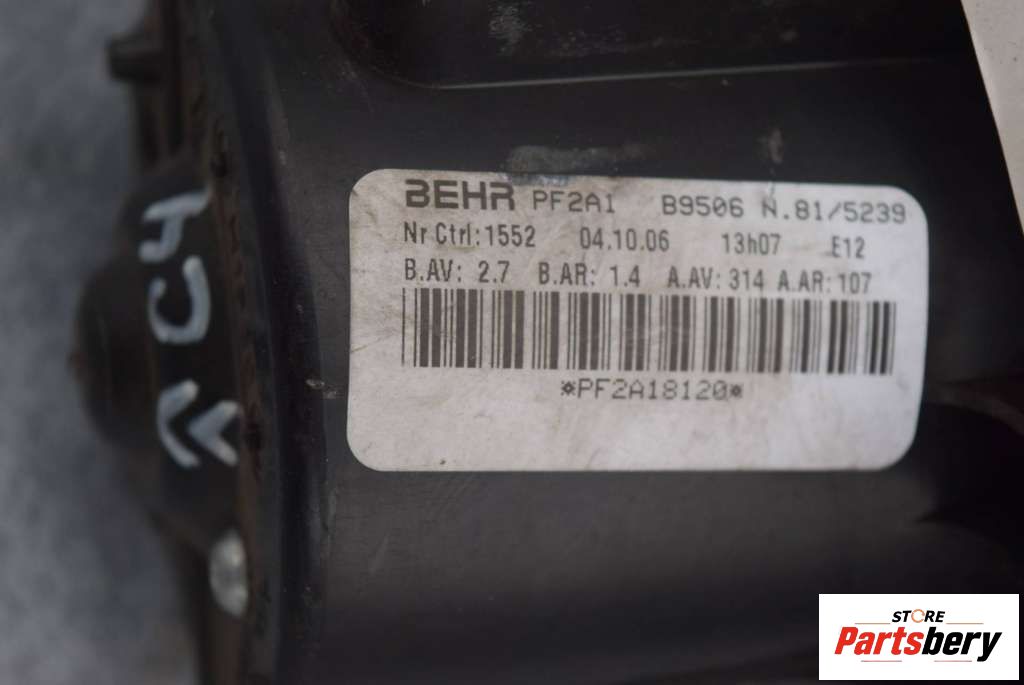 BEHR PF2A1 B9506 N.81/5239
Nr Ctrl:1552 04.10.06 13h07 E12
B.AV: 2.7 B.AR: 1.4 A.AV: 314 A.AR: 107
*PF2A18120*
C4
STORE
Partsbery